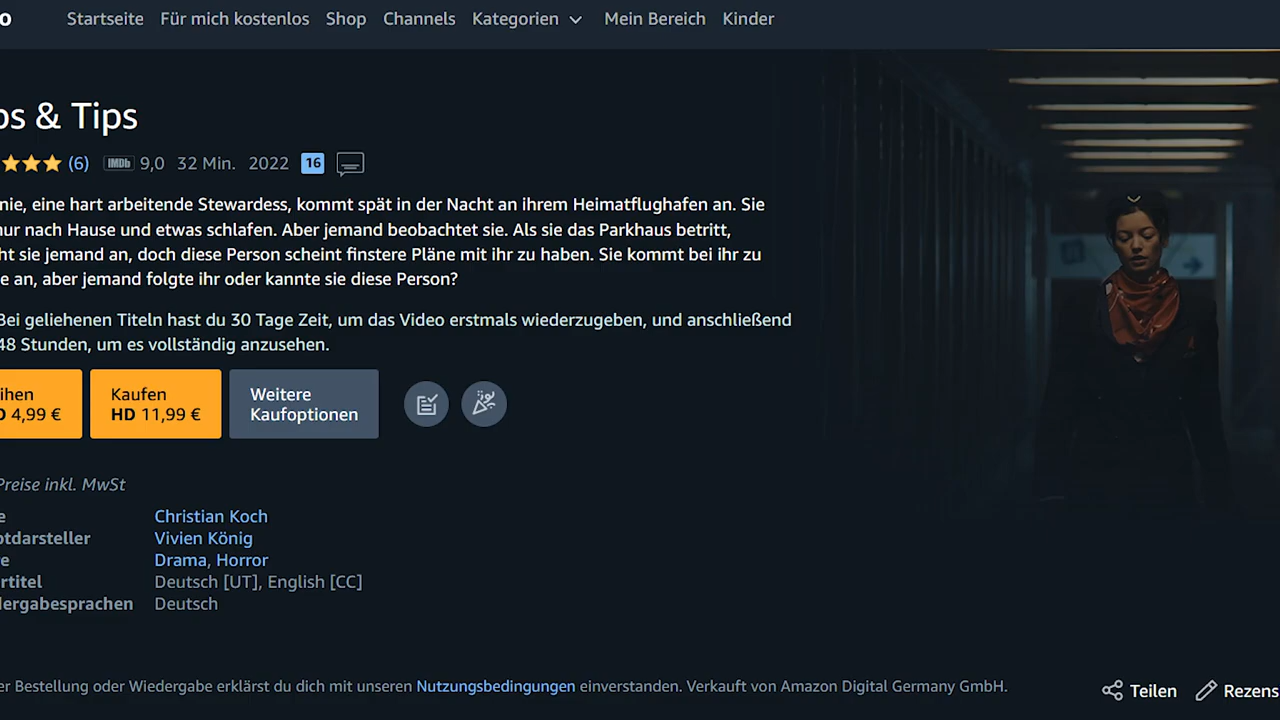 o Startseite Für mich kostenlos Shop Channels Kategorien Mein Bereich Kinder
os & Tips
(6) IMDb 9,0 32 Min. 2022 16
nie, eine hart arbeitende Stewardess, kommt spät in der Nacht an ihrem Heimatflughafen an. Sie
nur nach Hause und etwas schlafen. Aber jemand beobachtet sie. Als sie das Parkhaus betritt,
ht sie jemand an, doch diese Person scheint finstere Pläne mit ihr zu haben. Sie kommt bei ihr zu
e an, aber jemand folgte ihr oder kannte sie diese Person?
Bei geliehenen Titeln hast du 30 Tage Zeit, um das Video erstmals wiederzugeben, und anschließend
48 Stunden, um es vollständig anzusehen.
ihen Kaufen Weitere
D 4,99 € HD 11,99 € Kaufoptionen
Preise inkl. MwSt
e Christian Koch
ptdarsteller Vivien König
e Drama, Horror
rtitel Deutsch [UT], English [CC]
dergabesprachen Deutsch
er Bestellung oder Wiedergabe erklärst du dich mit unseren Nutzungsbedingungen einverstanden. Verkauft von Amazon Digital Germany GmbH.
Teilen Rezens